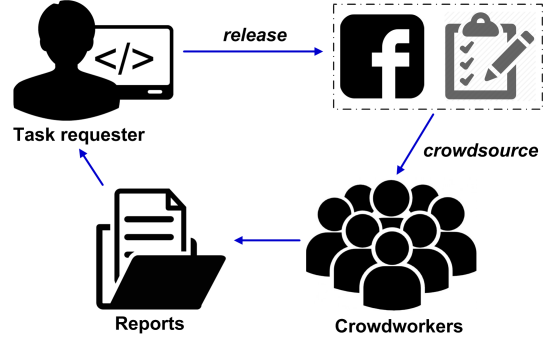 release
</>
Task requester
crowdsource
Reports
Crowdworkers